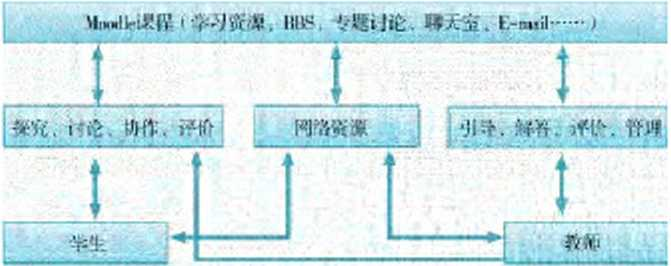 Moodle课程（学习资源、BBS、专题讨论、聊天室、E-mail……）
探究、讨论、协作、评价
网络资源
引导、解答、评价、管理
学生
教师